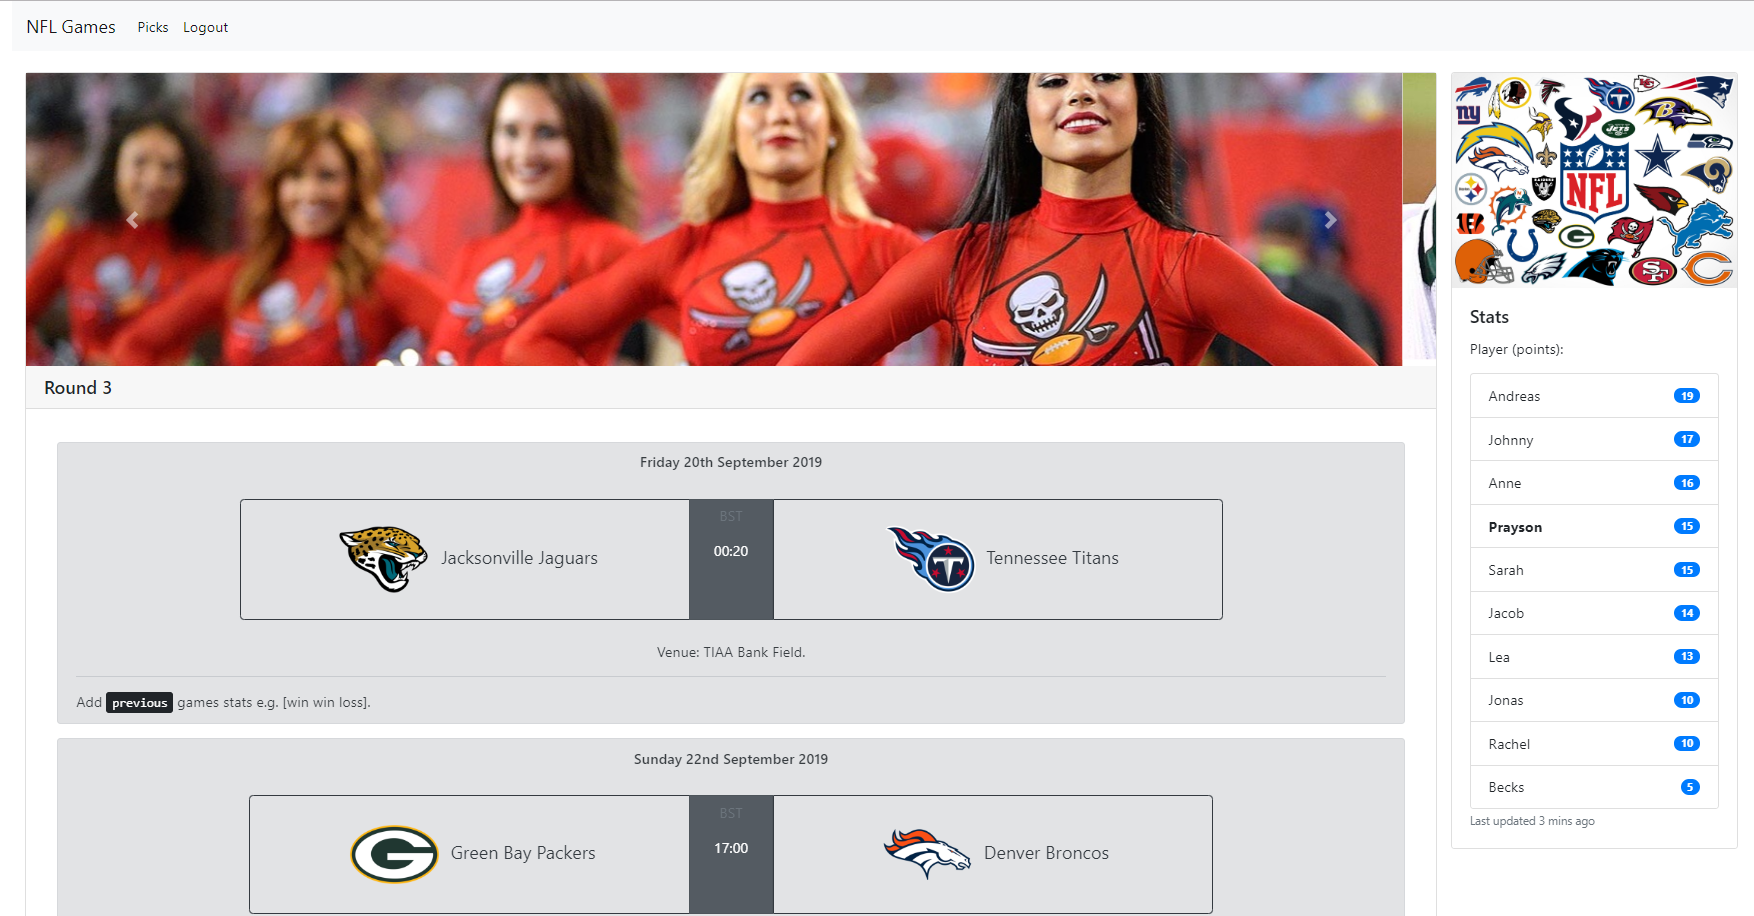 NFL Games Picks Logout
NY
JETS
NFL
SF
Round 3
Friday 20th September 2019
BST
Jacksonville Jaguars 00:20 Tennessee Titans
Venue: TIAA Bank Field.
Add previous games stats e.g. [win win loss].
Sunday 22nd September 2019
BST
Green Bay Packers 17:00 Denver Broncos
Stats
Player (points):
Andreas 19
Johnny 17
Anne 16
Prayson 15
Sarah 15
Jacob 14
Lea 13
Jonas 10
Rachel 10
Becks 5
Last updated 3 mins ago